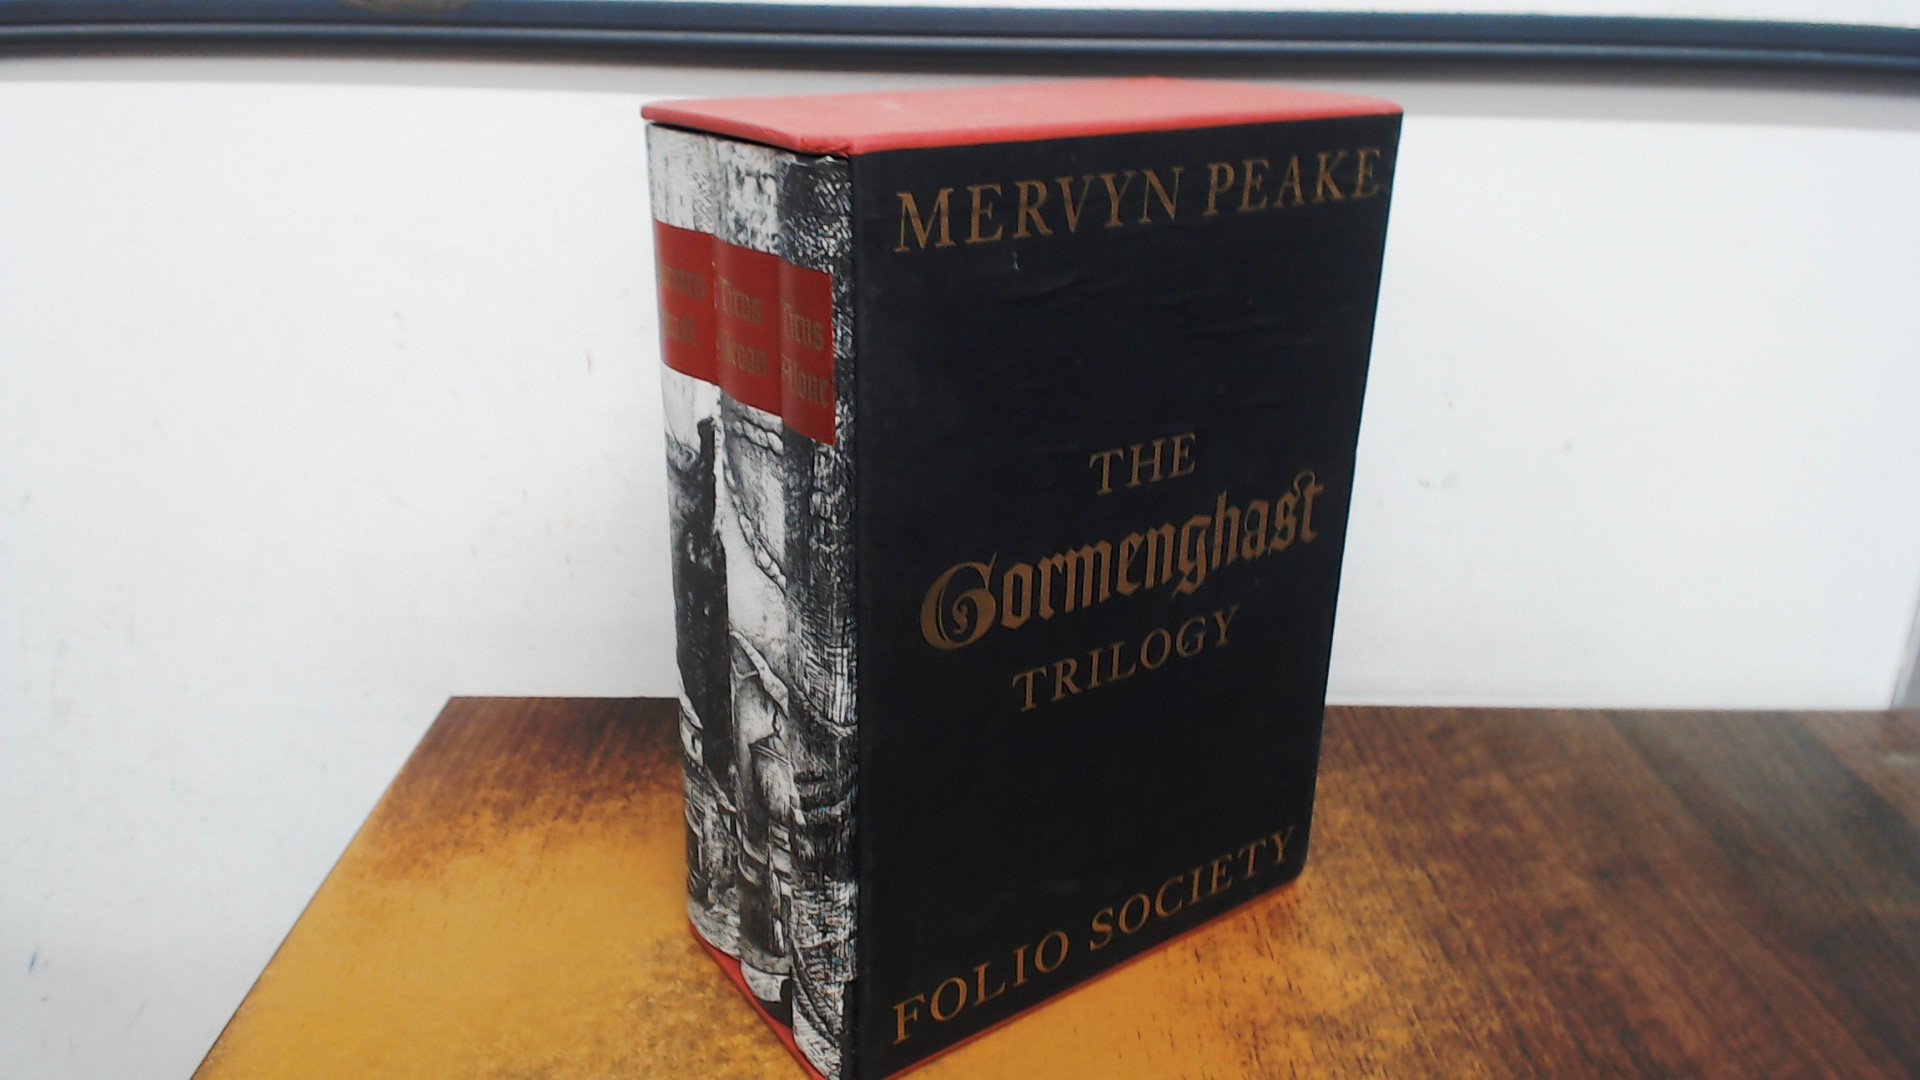 MERVYN PEAKE
THE
Gormenghast
TRILOGY
FOLIO SOCIETY
Titus
Groan
Titus
Alone